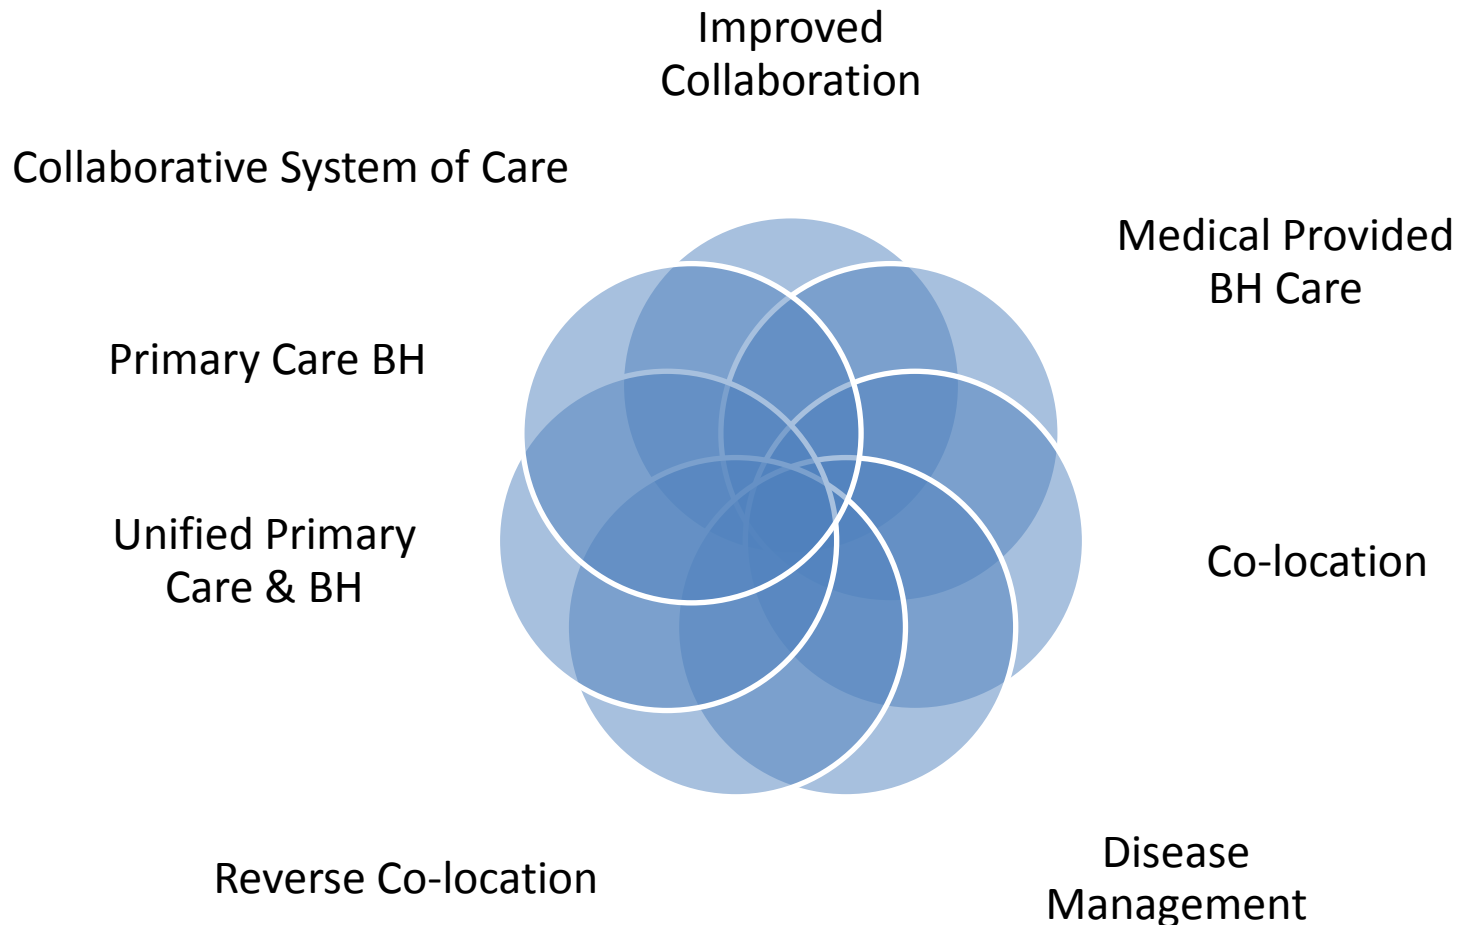 Improved
Collaboration
Collaborative System of Care
Medical Provided
BH Care
Primary Care BH
Unified Primary
Care & BH
Co-location
Reverse Co-location
Disease
Management